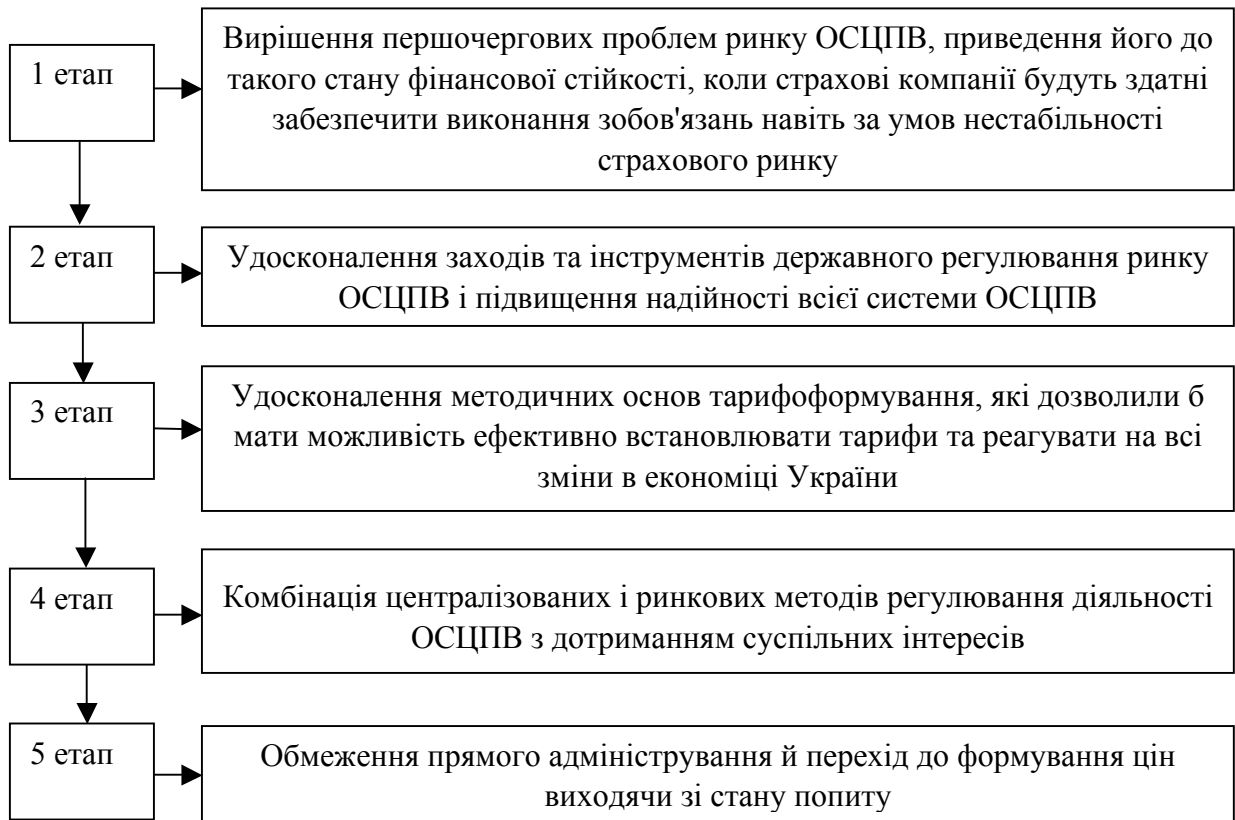 1 етап
Вирішення першочергових проблем ринку ОСЦПВ, приведення його до
такого стану фінансової стійкості, коли страхові компанії будуть здатні
забезпечити виконання зобов'язань навіть за умов нестабільності
страхового ринку
2 етап
Удосконалення заходів та інструментів державного регулювання ринку
ОСЦПВ і підвищення надійності всієї системи ОСЦПВ
3 етап
Удосконалення методичних основ тарифоформування, які дозволили б
мати можливість ефективно встановлювати тарифи та реагувати на всі
зміни в економіці України
4 етап
Комбінація централізованих і ринкових методів регулювання діяльності
ОСЦПВ з дотриманням суспільних інтересів
5 етап
Обмеження прямого адміністрування й перехід до формування цін
виходячи зі стану попиту